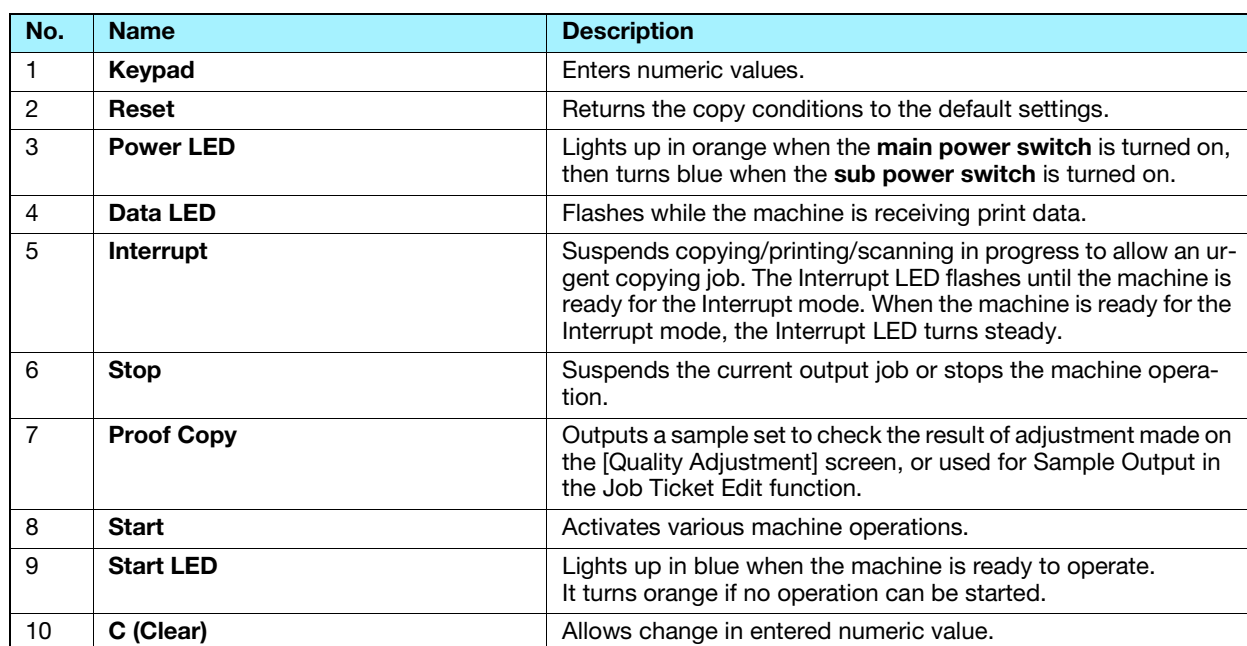 No. Name Description
1 Keypad Enters numeric values.
2 Reset Returns the copy conditions to the default settings.
3 Power LED Lights up in orange when the main power switch is turned on,
then turns blue when the sub power switch is turned on.
4 Data LED Flashes while the machine is receiving print data.
5 Interrupt Suspends copying/printing/scanning in progress to allow an ur-
gent copying job. The Interrupt LED flashes until the machine is
ready for the Interrupt mode. When the machine is ready for the
Interrupt mode, the Interrupt LED turns steady.
6 Stop Suspends the current output job or stops the machine opera-
tion.
7 Proof Copy Outputs a sample set to check the result of adjustment made on
the [Quality Adjustment] screen, or used for Sample Output in
the Job Ticket Edit function.
8 Start Activates various machine operations.
9 Start LED Lights up in blue when the machine is ready to operate.
It turns orange if no operation can be started.
10 C (Clear) Allows change in entered numeric value.